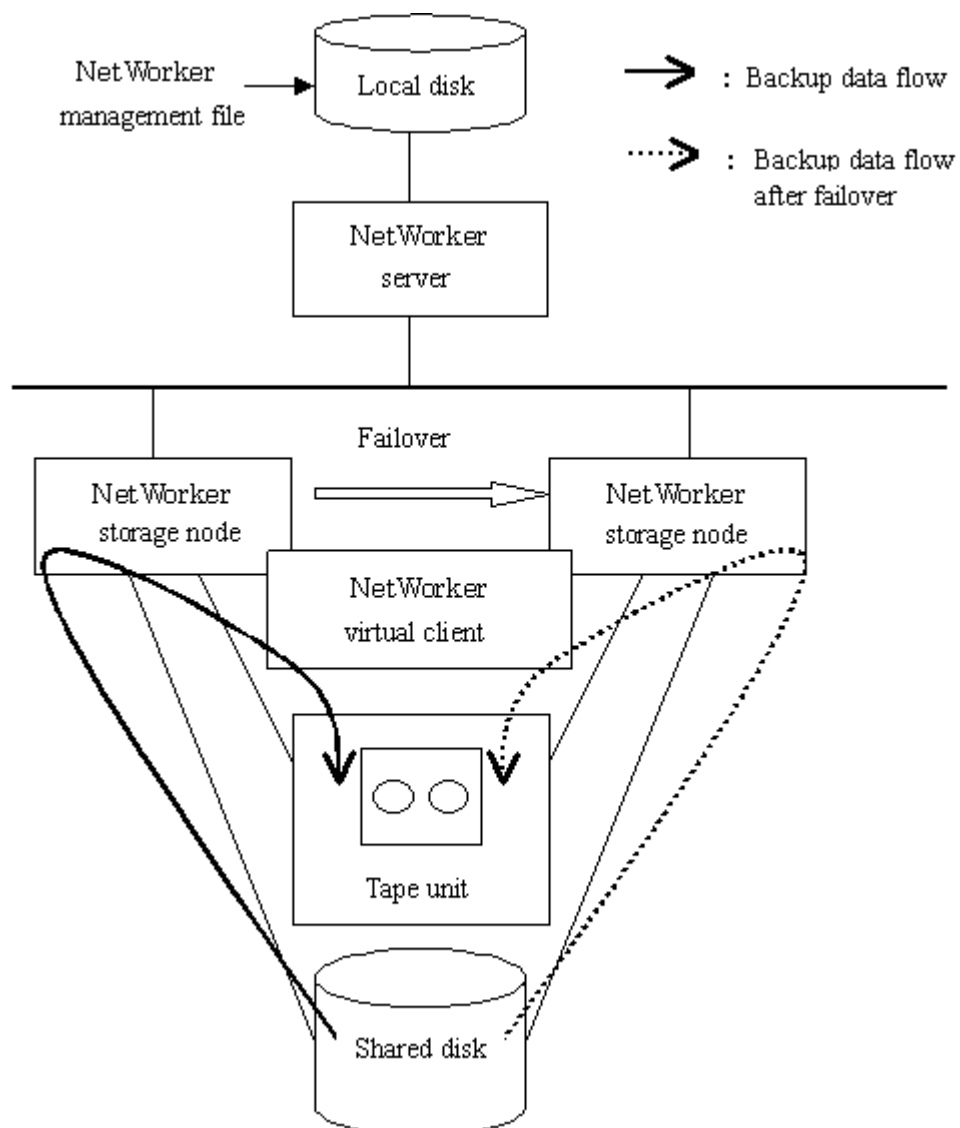 NetWorker
management file
Local disk
: Backup data flow
: Backup data flow
after failover
NetWorker
server
Failover
NetWorker
storage node
NetWorker
storage node
NetWorker
virtual client
Tape unit
Shared disk